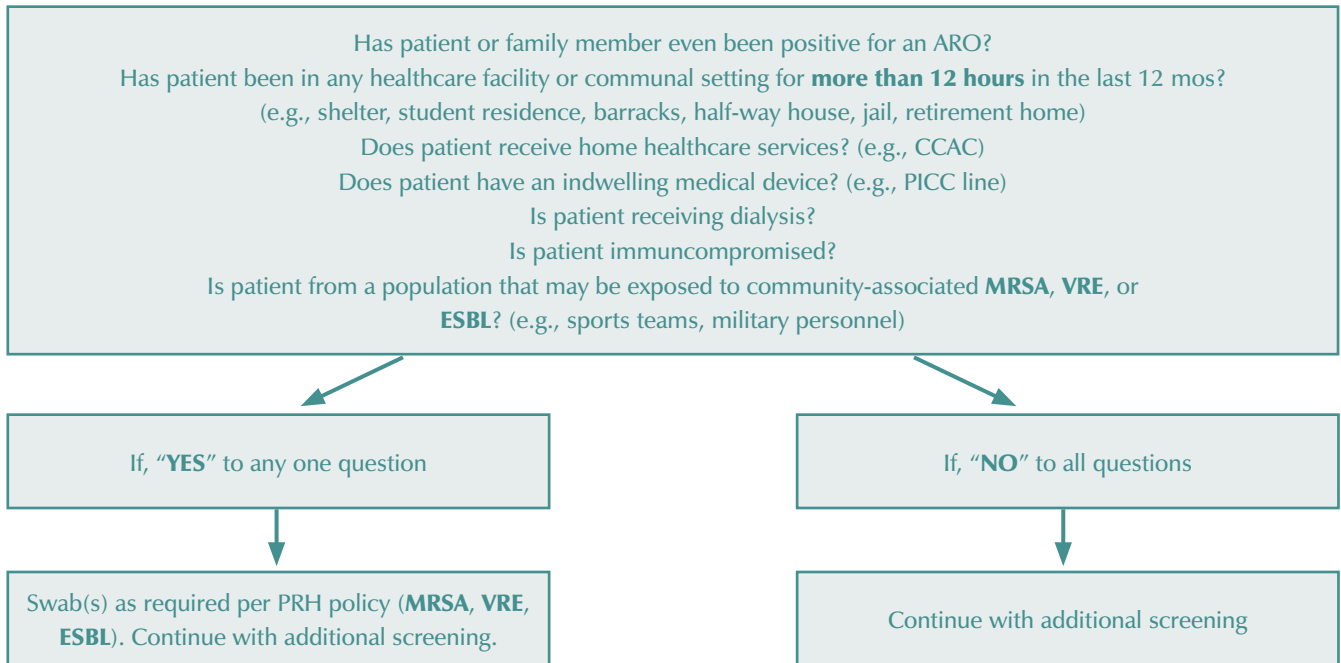 Has patient or family member even been positive for an ARO?
Has patient been in any healthcare facility or communal setting for more than 12 hours in the last 12 mos?
(e.g., shelter, student residence, barracks, half-way house, jail, retirement home)
Does patient receive home healthcare services? (e.g., CCAC)
Does patient have an indwelling medical device? (e.g., PICC line)
Is patient receiving dialysis?
Is patient immuncompromised?
Is patient from a population that may be exposed to community-associated MRSA, VRE, or
ESBL? (e.g., sports teams, military personnel)
If, “YES” to any one question
If, “NO” to all questions
Swab(s) as required per PRH policy (MRSA, VRE,
ESBL). Continue with additional screening.
Continue with additional screening